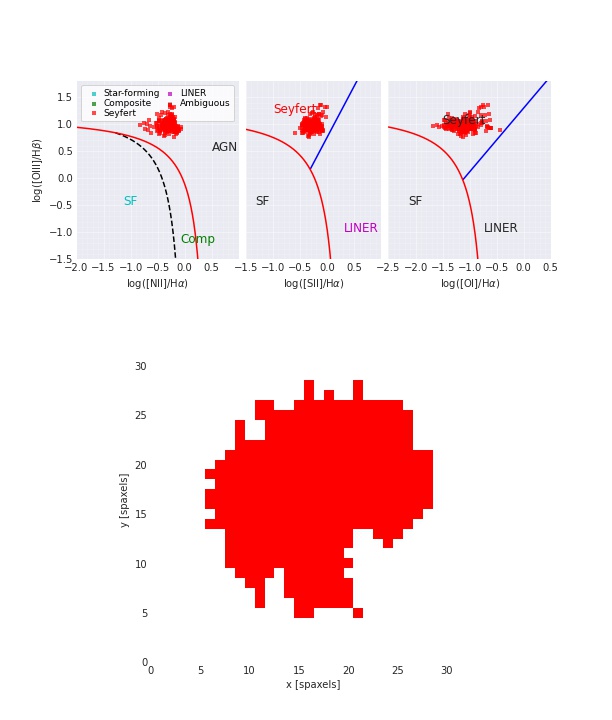 Star-forming
Composite
Seyfert
LINER
Ambiguous
AGN
SF
Comp
log([OIII]/Hβ)
1.5
1.0
0.5
0.0
−0.5
−1.0
−1.5
−2.0 −1.5 −1.0 −0.5 0.0 0.5
log([NII]/Hα)
Seyfert
SF
LINER
−1.0 −0.5 0.0 0.5
log([SII]/Hα)
Seyfert
SF
LINER
−2.5 −2.0 −1.5 −1.0 −0.5 0.0 0.5
log([OI]/Hα)
y [spaxels]
30
25
20
15
10
5
0
0 5 10 15 20 25 30
x [spaxels]